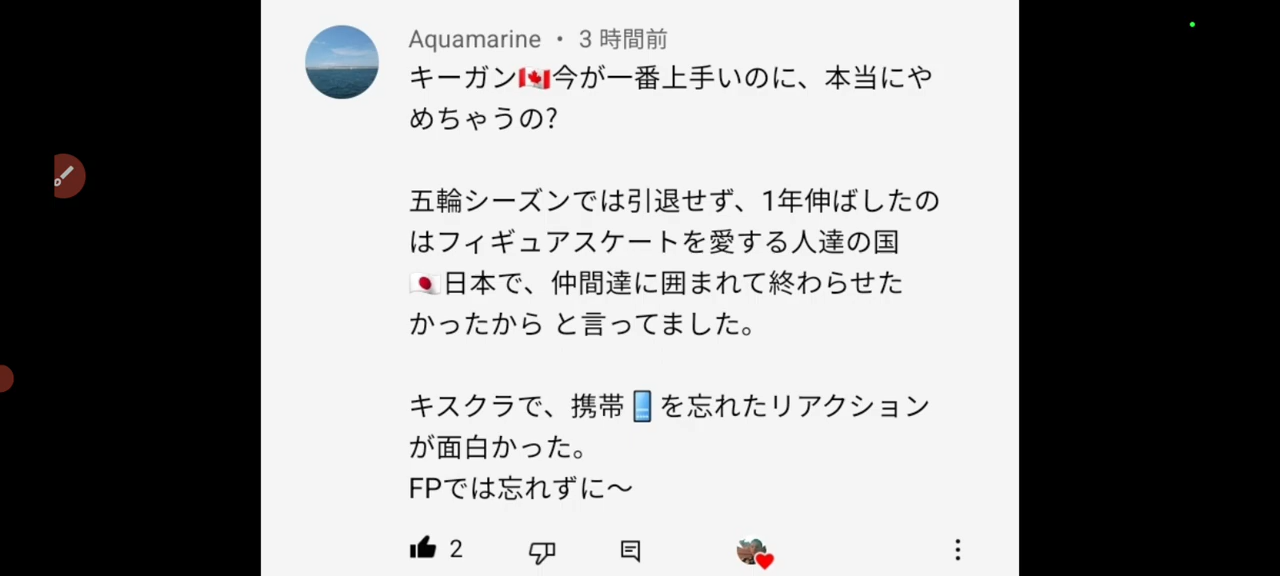 Aquamarine • 3 時間前
キーガン🇨🇦今が一番上手いのに、本当にや
めちゃうの?
五輪シーズンでは引退せず、1年伸ばしたの
はフィギュアスケートを愛する人達の国
🇯🇵日本で、仲間達に囲まれて終わらせた
かったから と言ってました。
キスクラで、携帯📱を忘れたリアクション
が面白かった。
FPでは忘れずに〜
2